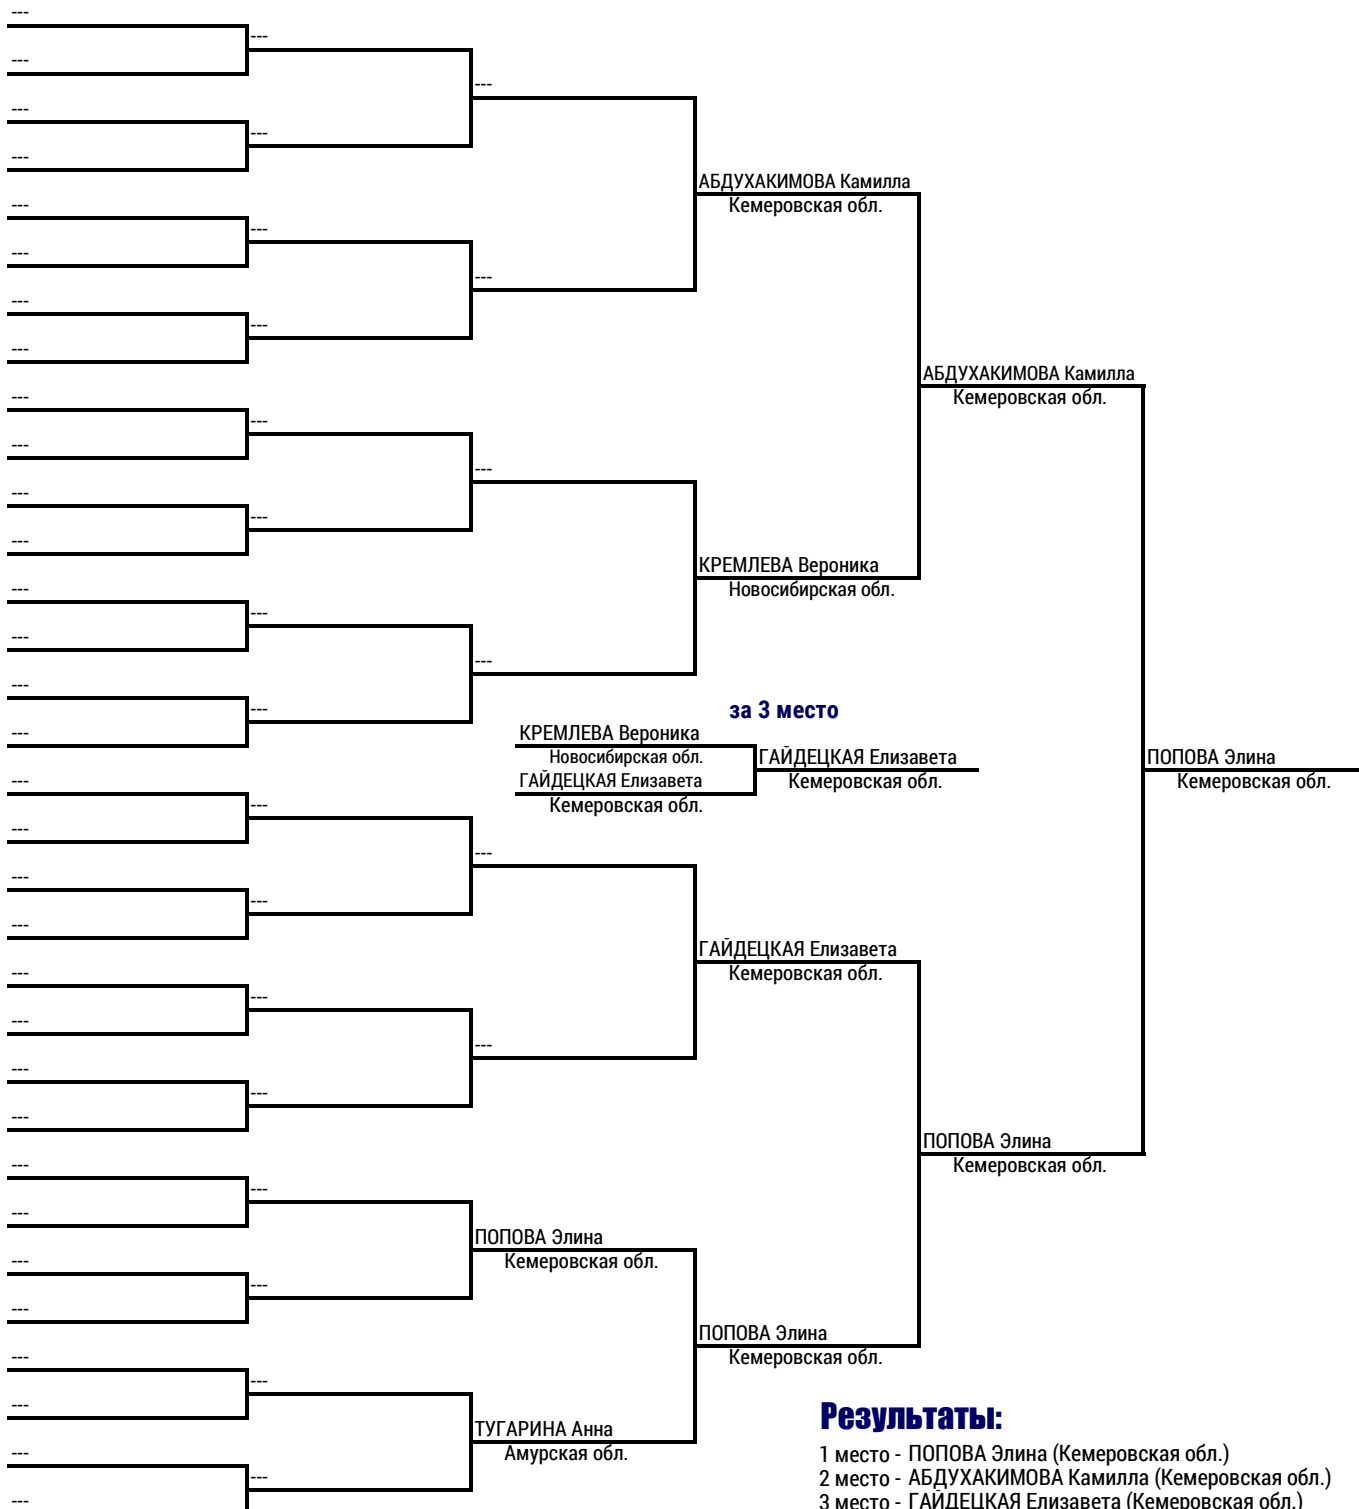 ---
---
---
---
---
---
---
АБДУХАКИМОВА Камилла
Кемеровская обл.
---
---
---
---
---
---
---
АБДУХАКИМОВА Камилла
Кемеровская обл.
---
---
---
---
---
---
---
КРЕМЛЕВА Вероника
Новосибирская обл.
---
---
---
---
---
---
---
за 3 место
КРЕМЛЕВА Вероника
Новосибирская обл.
ГАЙДЕЦКАЯ Елизавета
Кемеровская обл.
ГАЙДЕЦКАЯ Елизавета
Кемеровская обл.
ПОПОВА Элина
Кемеровская обл.
---
---
---
---
---
---
---
ГАЙДЕЦКАЯ Елизавета
Кемеровская обл.
---
---
---
---
---
---
---
ПОПОВА Элина
Кемеровская обл.
---
---
---
---
---
---
ПОПОВА Элина
Кемеровская обл.
ПОПОВА Элина
Кемеровская обл.
---
---
---
---
---
---
ТУГАРИНА Анна
Амурская обл.
Результаты:
1 место - ПОПОВА Элина (Кемеровская обл.)
2 место - АБДУХАКИМОВА Камилла (Кемеровская обл.)
3 место - ГАЙДЕЦКАЯ Елизавета (Кемеровская обл.)